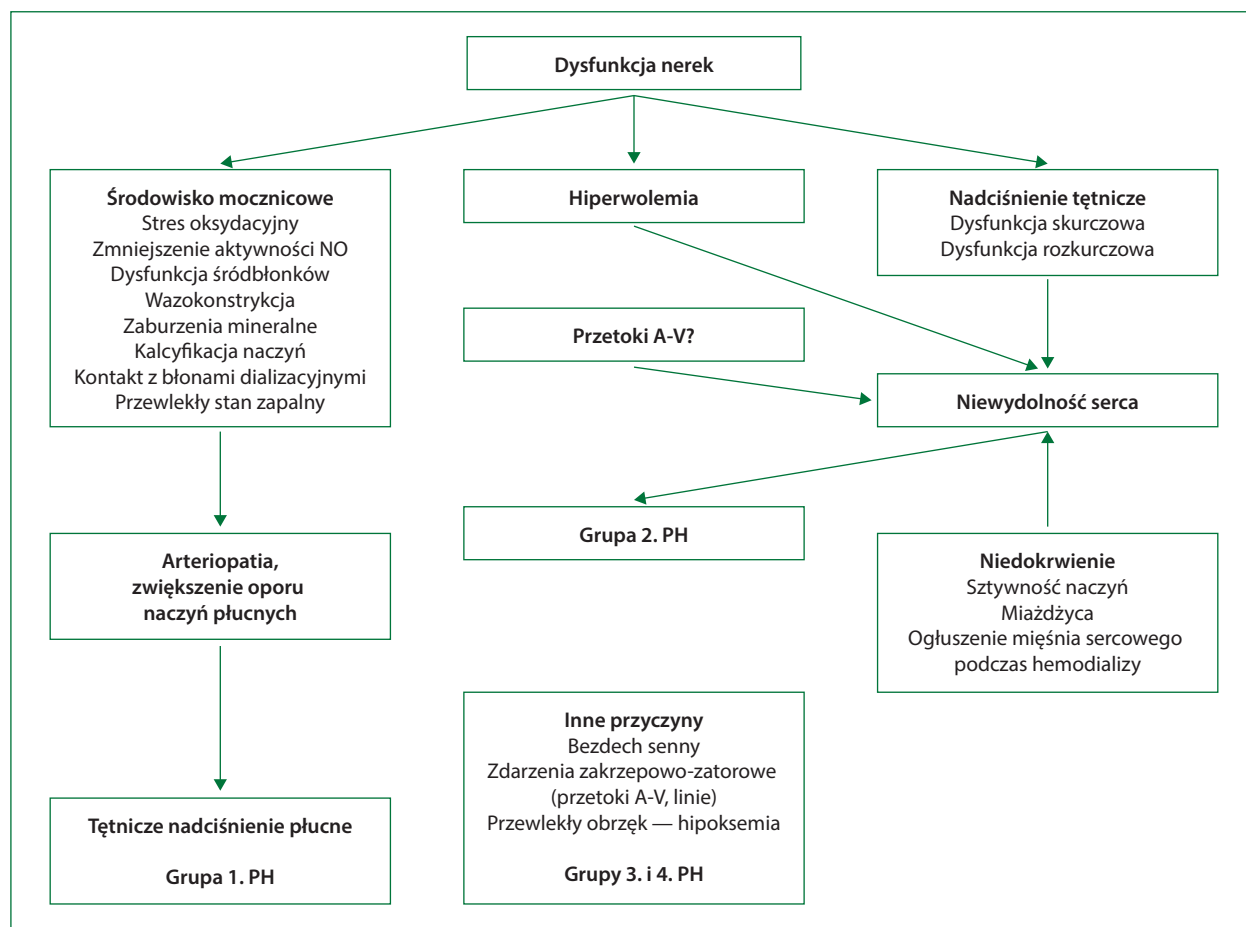 Dysfunkcja nerek
Środowisko mocznicowe
Stres oksydacyjny
Zmniejszenie aktywności NO
Dysfunkcja śródbłonków
Wazokonstrykcja
Zaburzenia mineralne
Kalcyfikacja naczyń
Kontakt z błonami dializacyjnymi
Przewlekły stan zapalny
Hiperwolemia
Nadciśnienie tętnicze
Dysfunkcja skurczowa
Dysfunkcja rozkurczowa
Przetoki A-V?
Niewydolność serca
Grupa 2. PH
Arteriopatia,
zwiększenie oporu
naczyń płucnych
Niedokrwienie
Sztywność naczyń
Miażdżyca
Ogłuszenie mięśnia sercowego
podczas hemodializy
Inne przyczyny
Bezdech senny
Zdarzenia zakrzepowo-zatorowe
(przetoki A-V, linie)
Przewlekły obrzęk — hipoksemia
Grupy 3. i 4. PH
Tętnicze nadciśnienie płucne
Grupa 1. PH